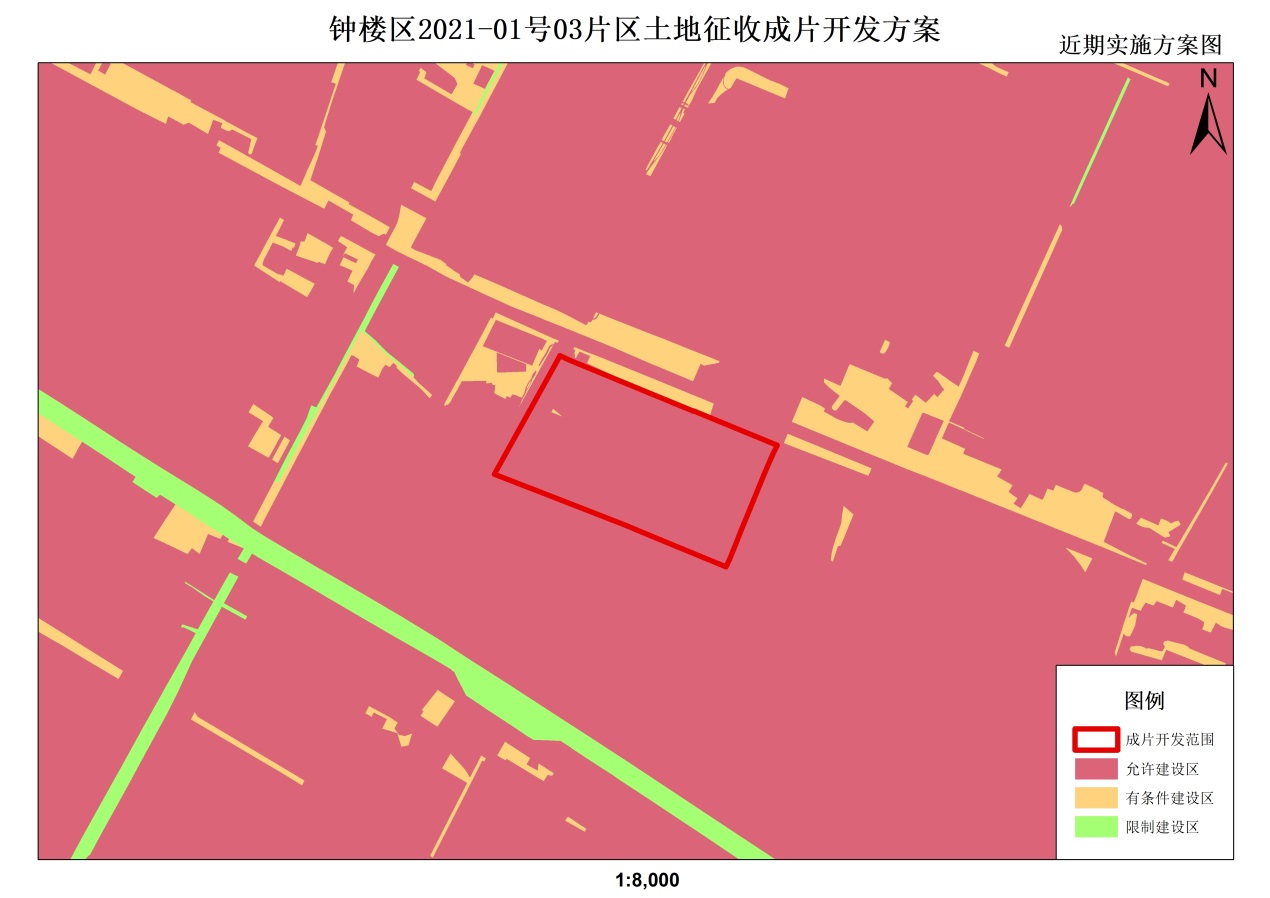 钟楼区2021-01号03片区土地征收成片开发方案
近期实施方案图
N
图例
成片开发范围
允许建设区
有条件建设区
限制建设区
1:8,000